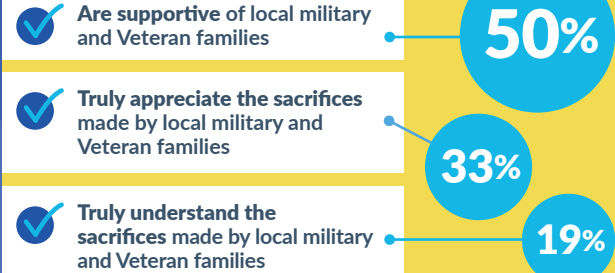 Are supportive of local military
and Veteran families
50%
Truly appreciate the sacrifices
made by local military and
Veteran families
33%
Truly understand the
sacrifices made by local military
and Veteran families
19%